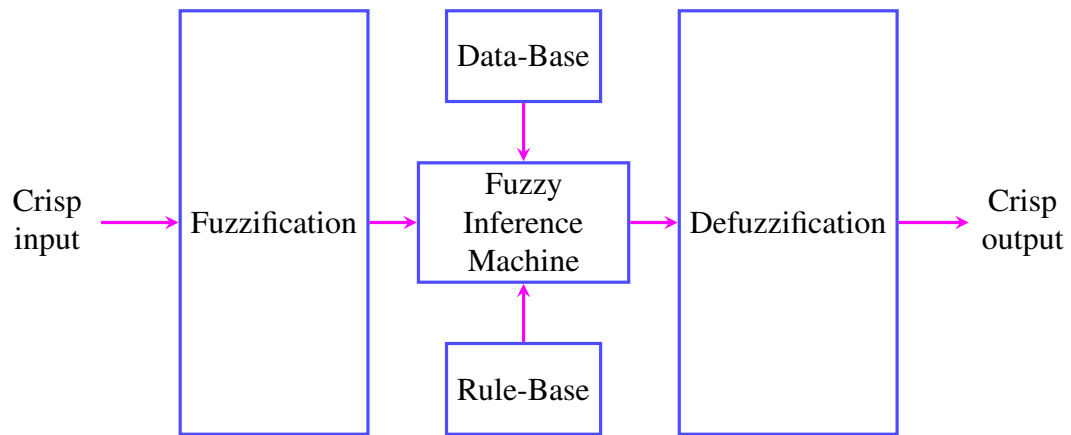 Data-Base
Crisp
input
Fuzzification
Fuzzy
Inference
Machine
Defuzzification
Crisp
output
Rule-Base